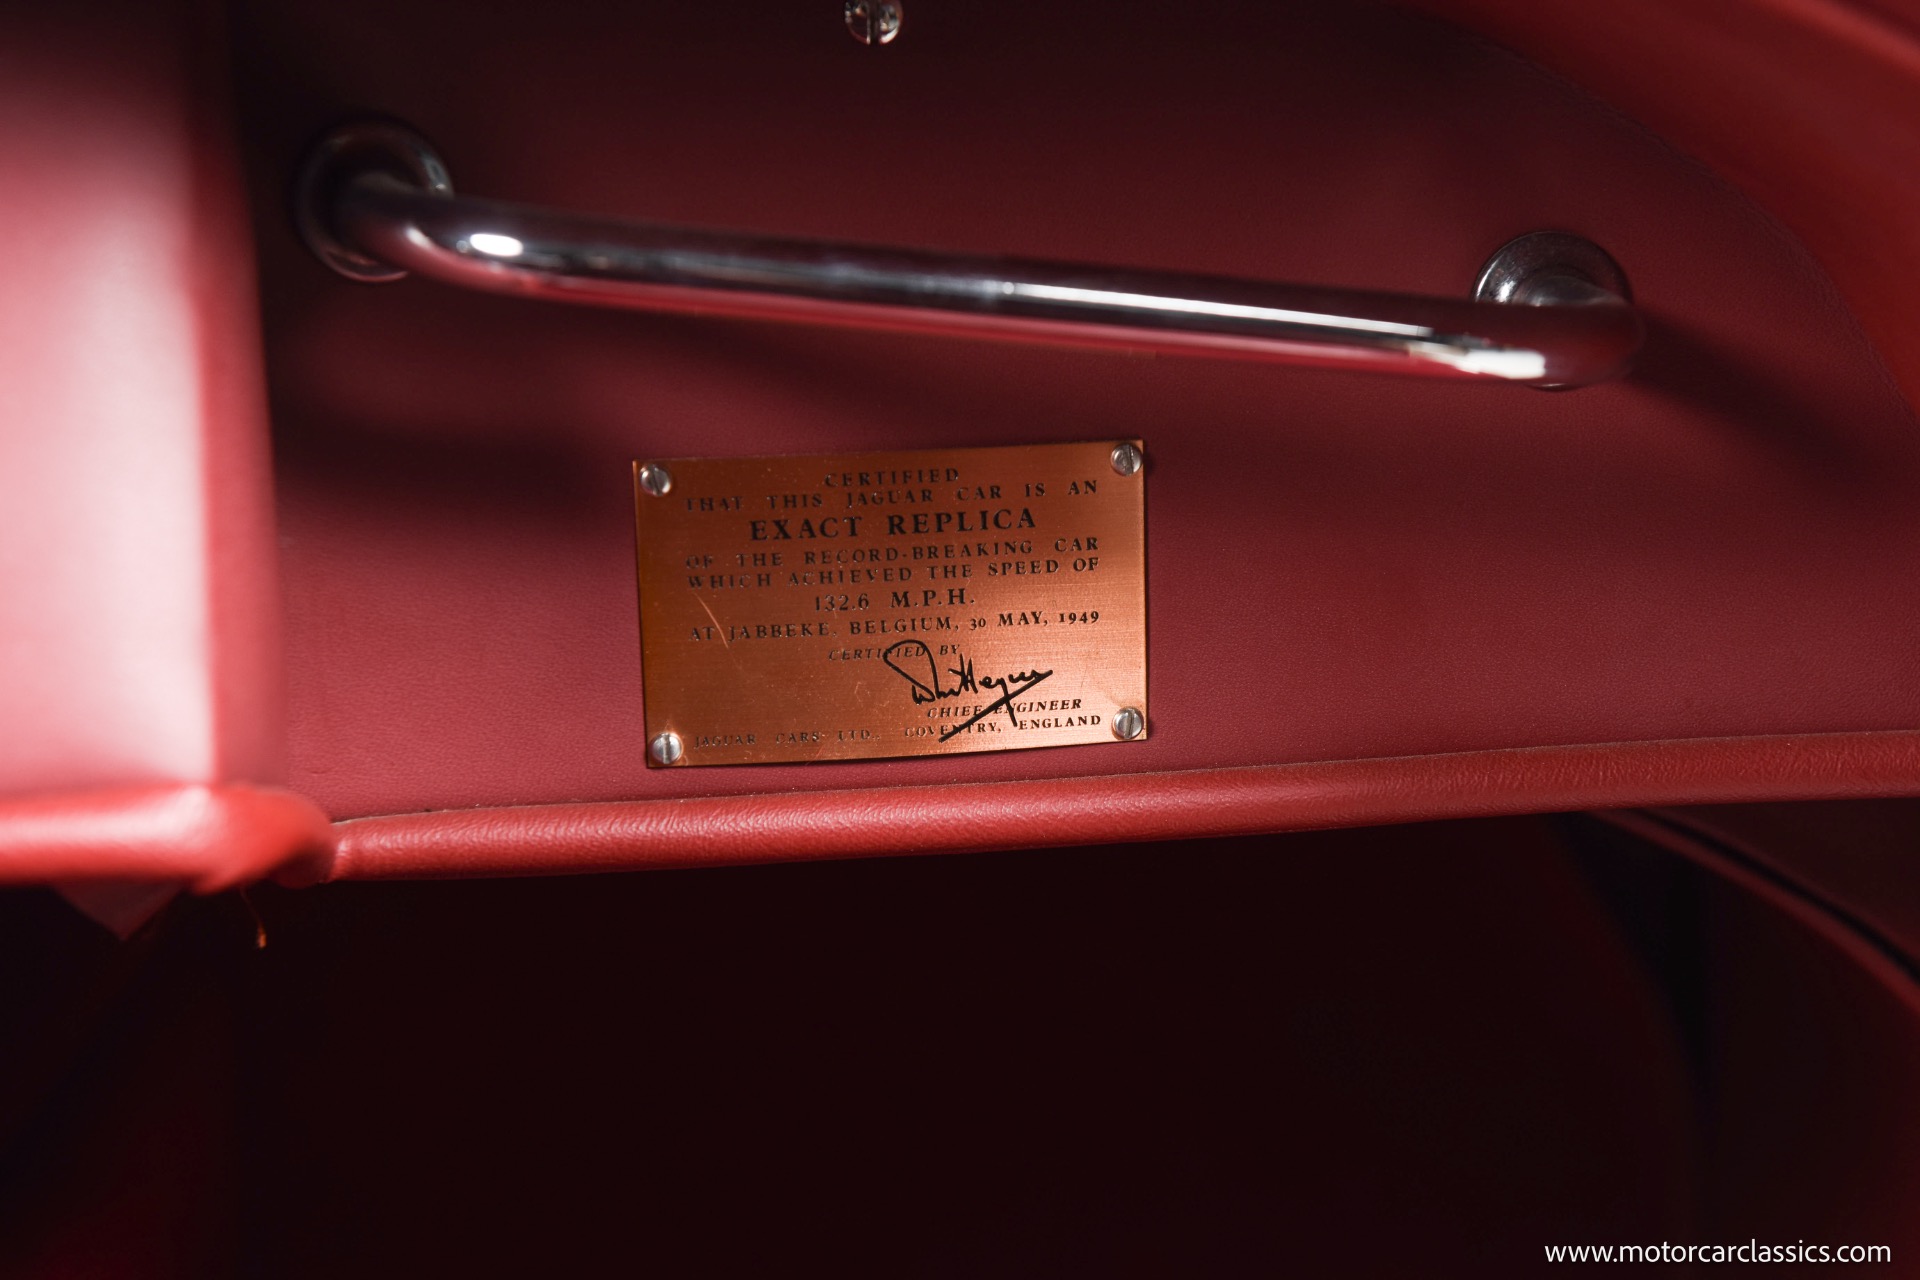 CERTIFIED
THAT THIS JAGUAR CAR IS AN
EXACT REPLICA
OF THE RECORD-BREAKING CAR
WHICH ACHIEVED THE SPEED OF
132.6 M.P.H.
AT JABBEKE, BELGIUM, 30 MAY, 1949
CERTIFIED BY
CHIEF ENGINEER
JAGUAR CARS LTD., COVENTRY, ENGLAND
www.motorcarclassics.com